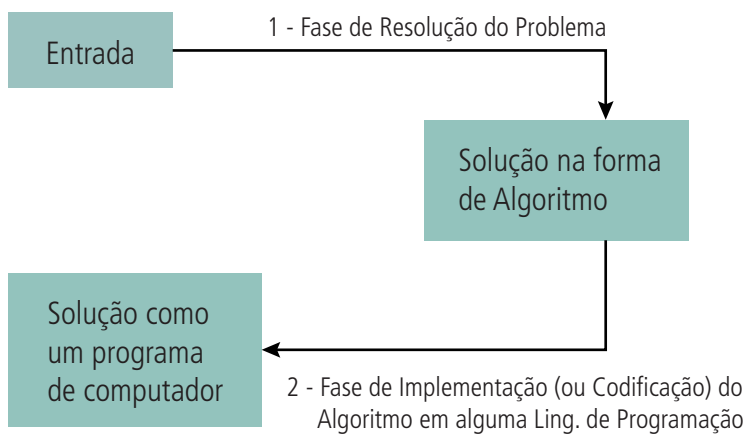 1 - Fase de Resolução do Problema
Entrada
Solução na forma
de Algoritmo
Solução como
um programa
de computador
2 - Fase de Implementação (ou Codificação) do
Algoritmo em alguma Ling. de Programação